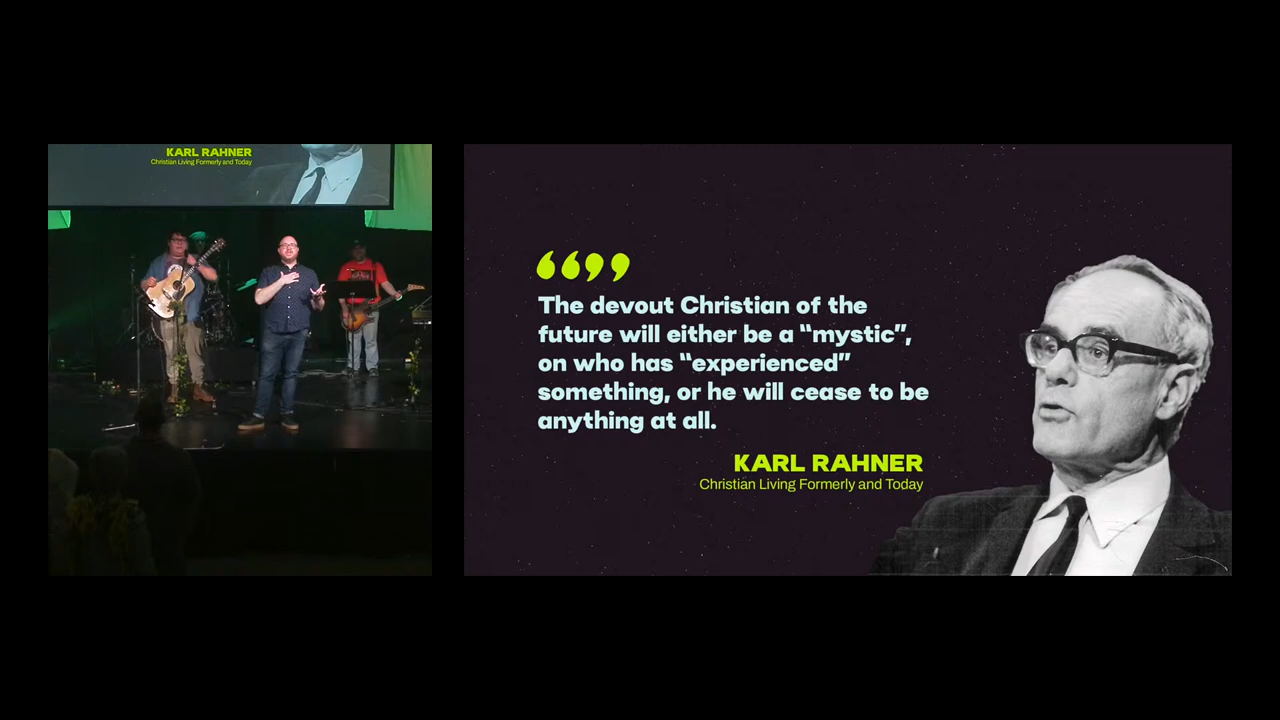 KARL RAHNER
Christian Living Formerly and Today
The devout Christian of the
future will either be a “mystic”,
on who has “experienced”
something, or he will cease to be
anything at all.
KARL RAHNER
Christian Living Formerly and Today